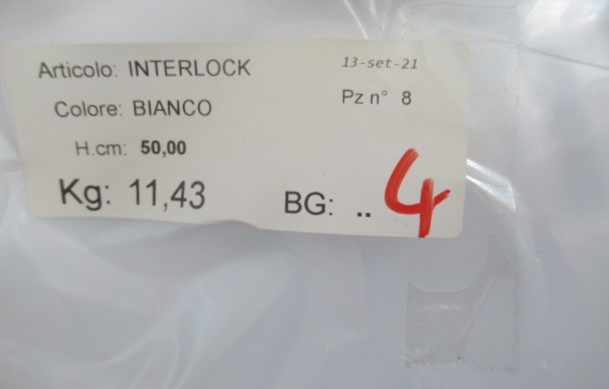 Articolo: INTERLOCK
13-set-21
Colore: BIANCO
Pz n° 8
H.cm: 50,00
Kg: 11,43
BG: .. 4